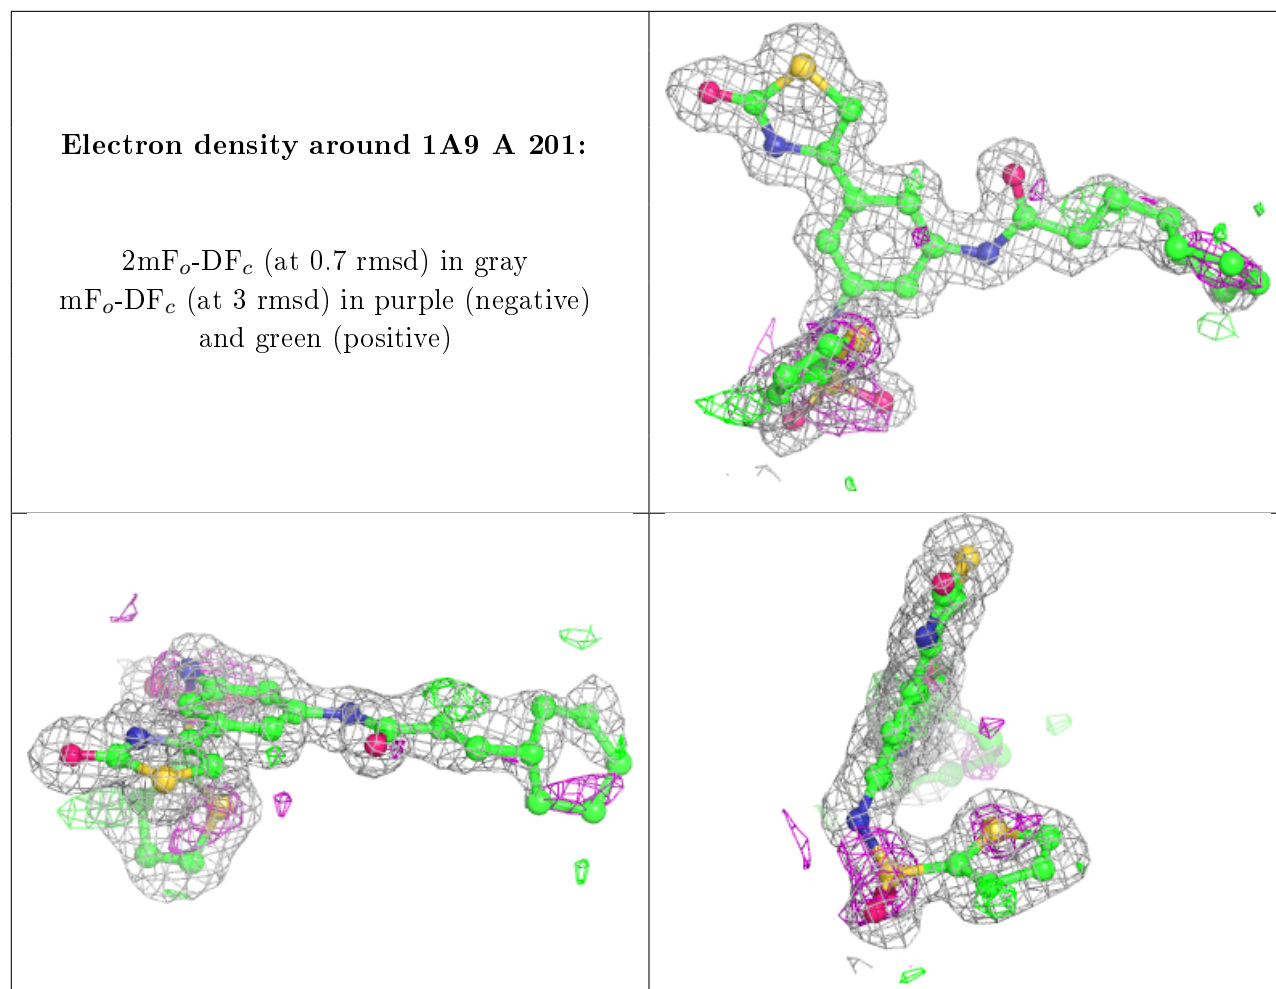 Electron density around 1A9 A 201:
2mFo-DFc (at 0.7 rmsd) in gray
mFo-DFc (at 3 rmsd) in purple (negative)
and green (positive)